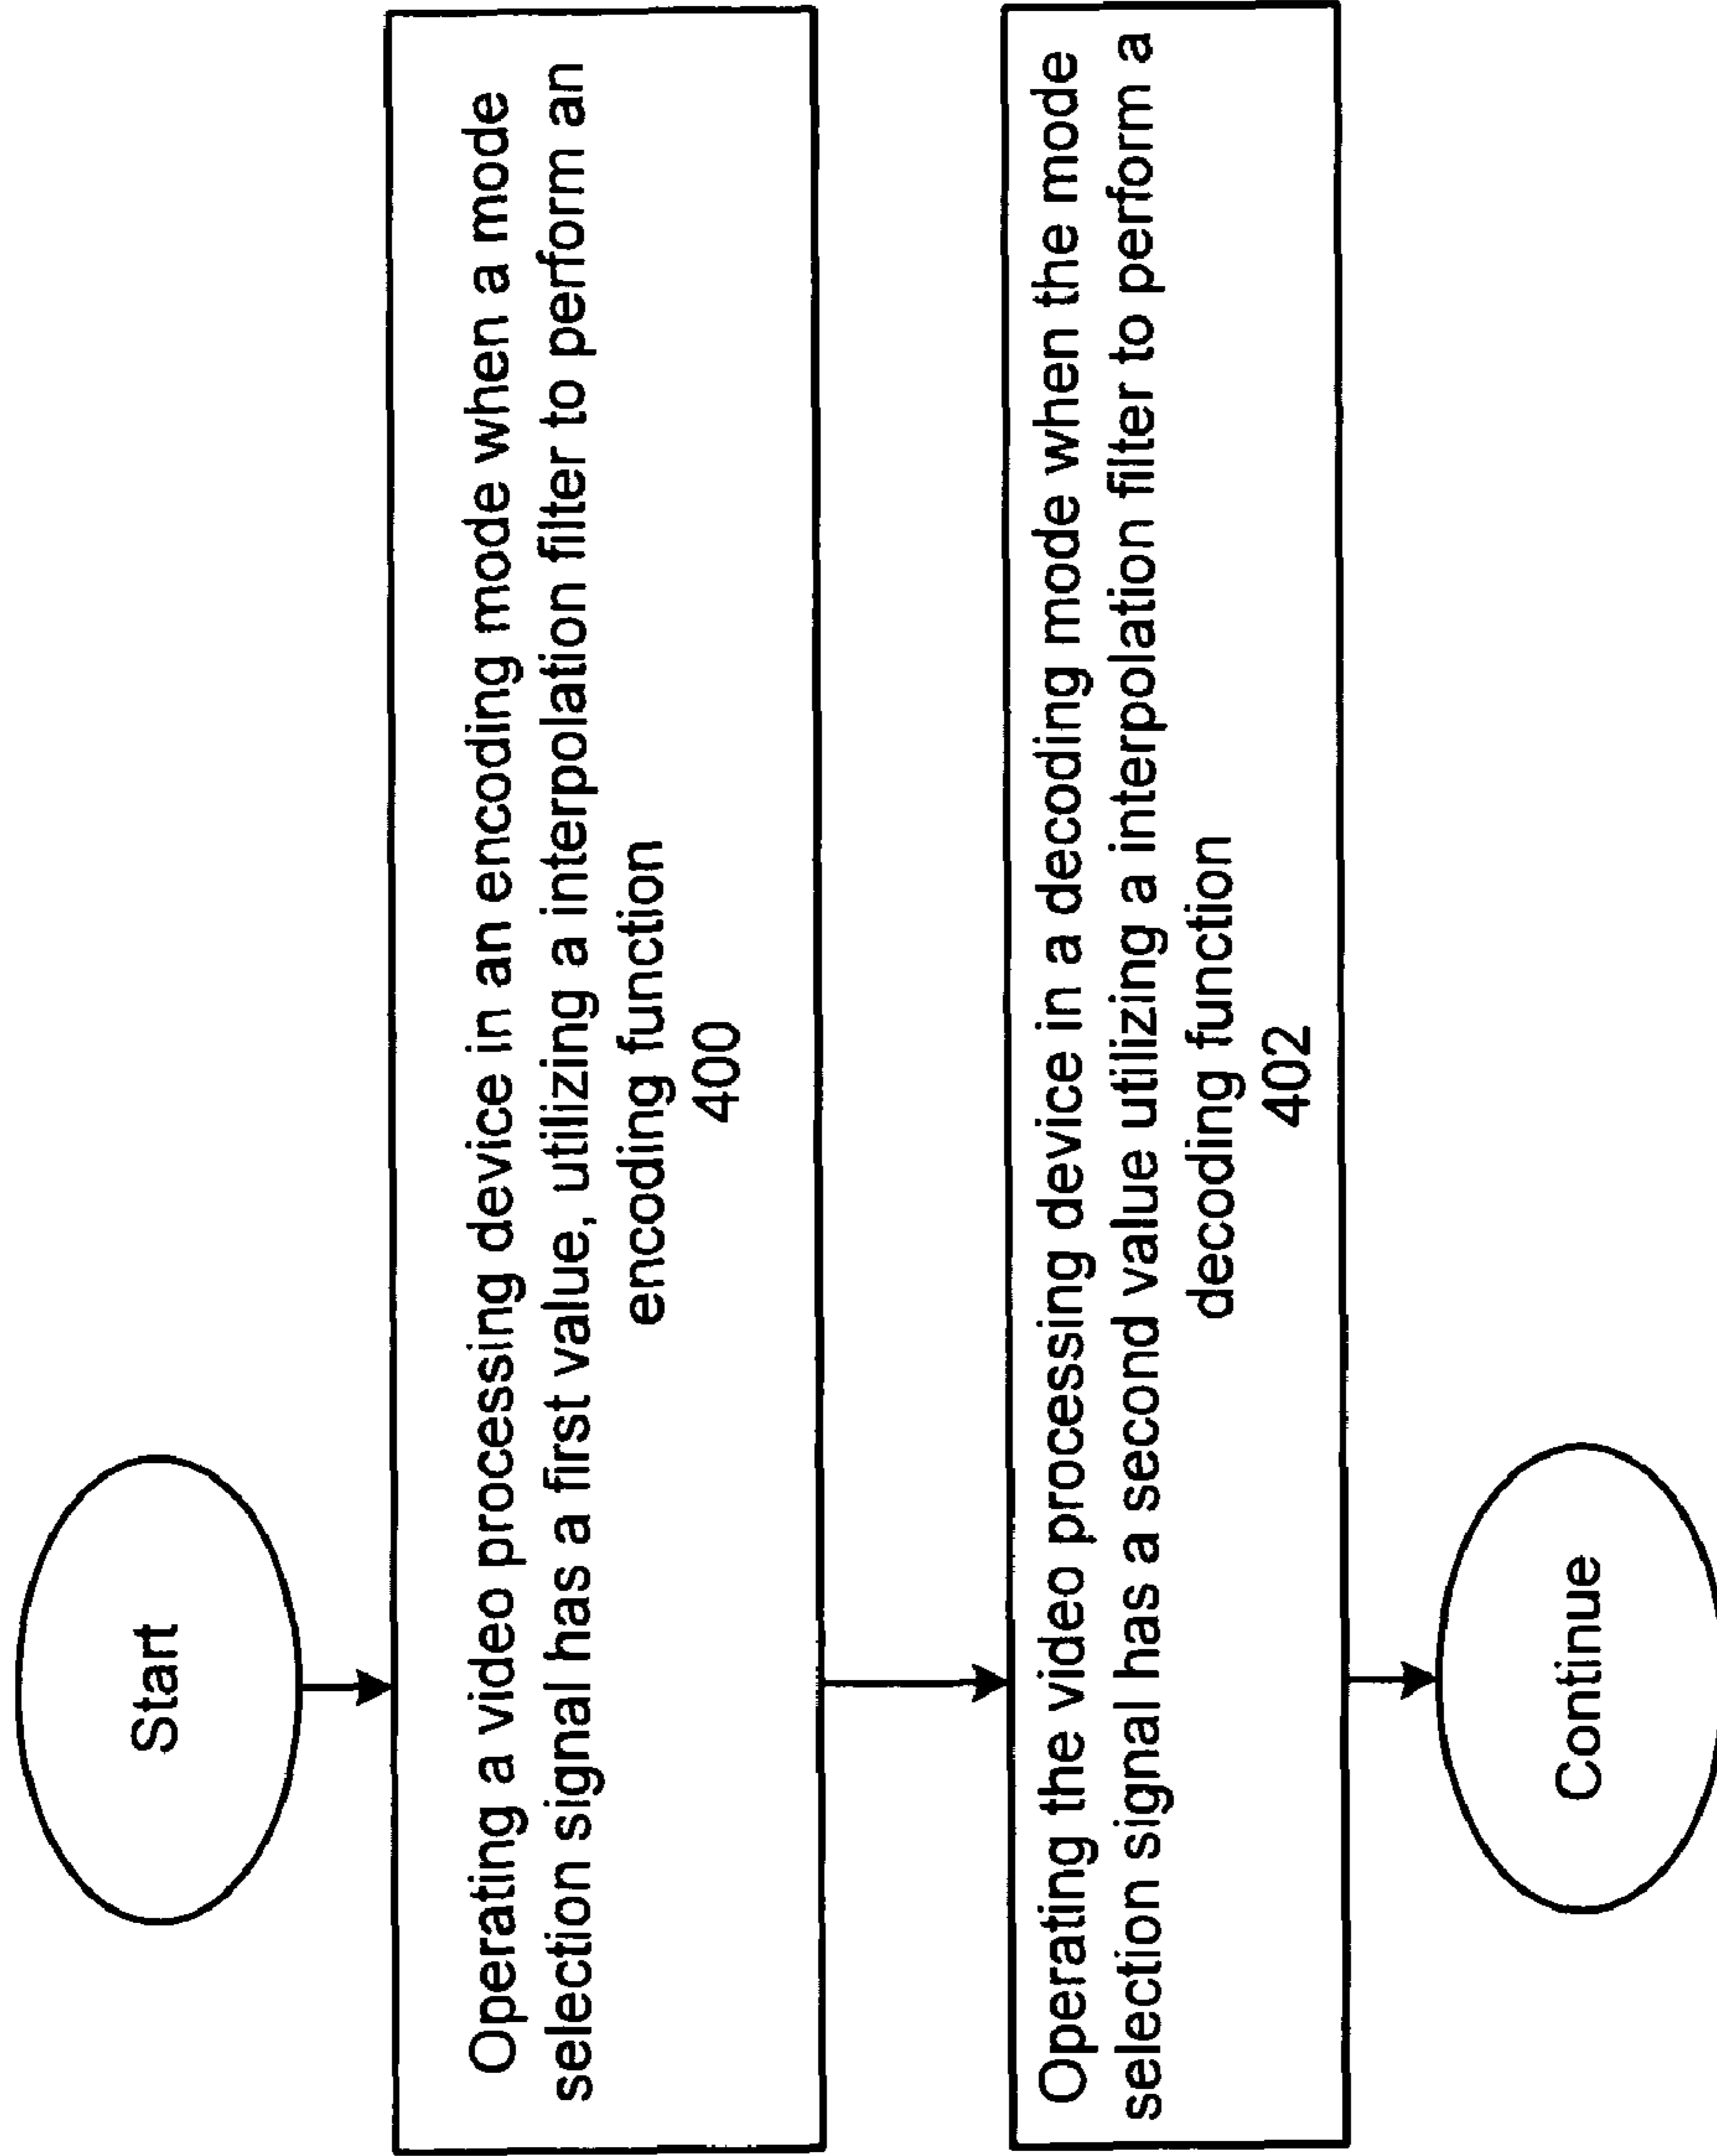 Start
Operating a video processing device in an encoding mode when a mode
selection signal has a first value, utilizing a interpolation filter to perform an
encoding function
400
Operating the video processing device in a decoding mode when the mode
selection signal has a second value utilizing a interpolation filter to perform a
decoding function
402
Continue